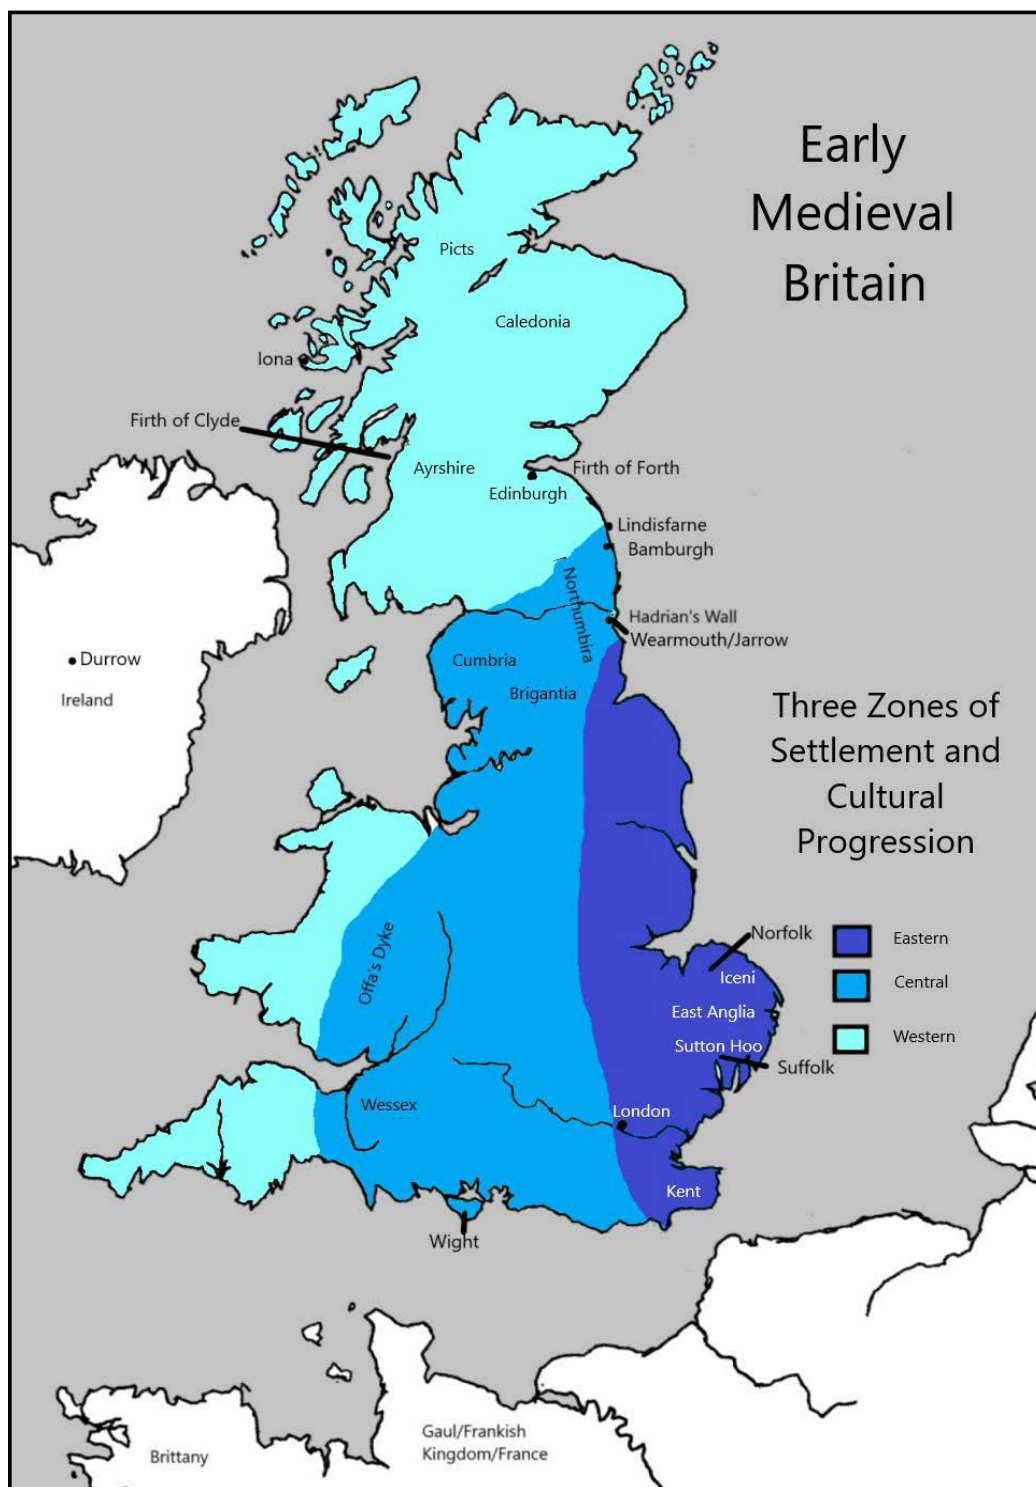 Early
Medieval
Britain
Picts
Caledonia
Iona
Firth of Clyde
Ayrshire
Firth of Forth
Edinburgh
Lindisfarne
Bamburgh
Northumbira
Hadrian's Wall
Wearmouth/Jarrow
Durrow
Ireland
Cumbria
Brigantia
Three Zones of
Settlement and
Cultural
Progression
Offa's Dyke
Norfolk
Eastern
Iceni
Central
East Anglia
Sutton Hoo
Western
Suffolk
Wessex
London
Kent
Wight
Gaul/Frankish
Kingdom/France
Brittany